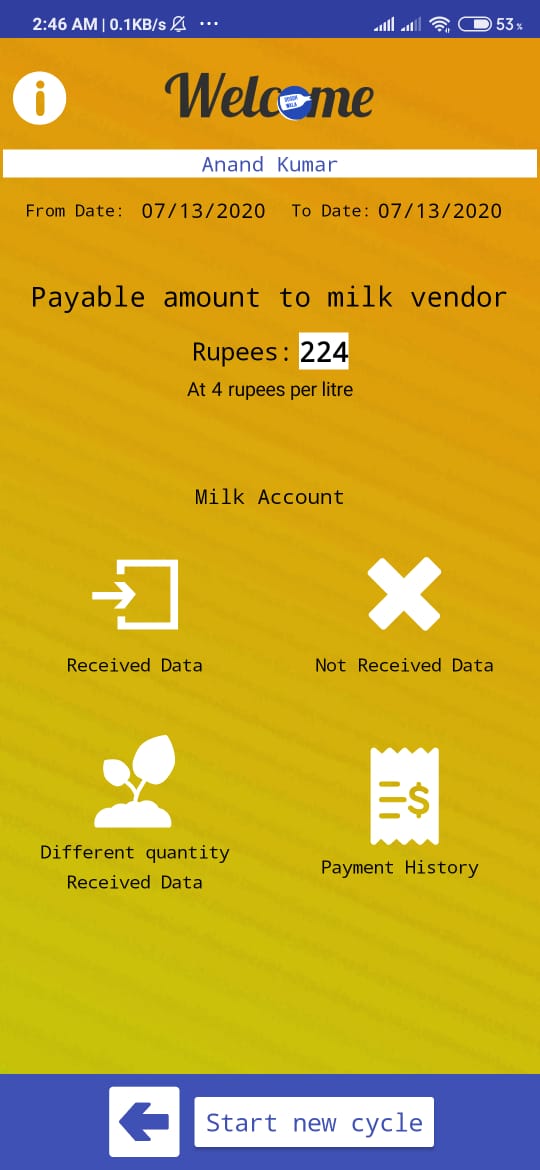 2:46 AM | 0.1KB/s ... 53%
Welcome
Anand Kumar
From Date: 07/13/2020 To Date: 07/13/2020
Payable amount to milk vendor
Rupees: 224
At 4 rupees per litre
Milk Account
Received Data Not Received Data
Different quantity
Received Data
Payment History
Start new cycle